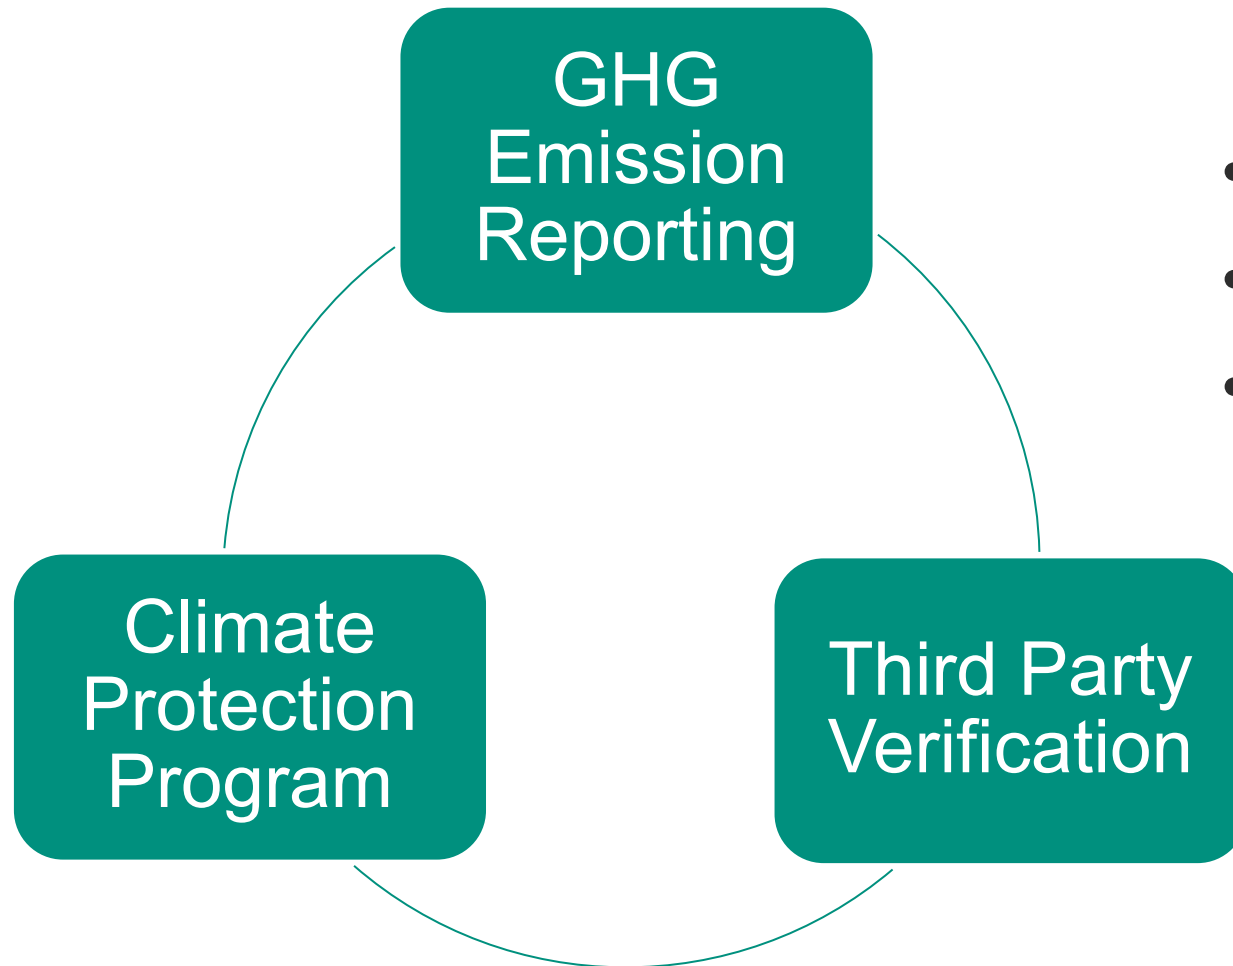 GHG
Emission
Reporting
Climate
Protection
Program
Third Party
Verification